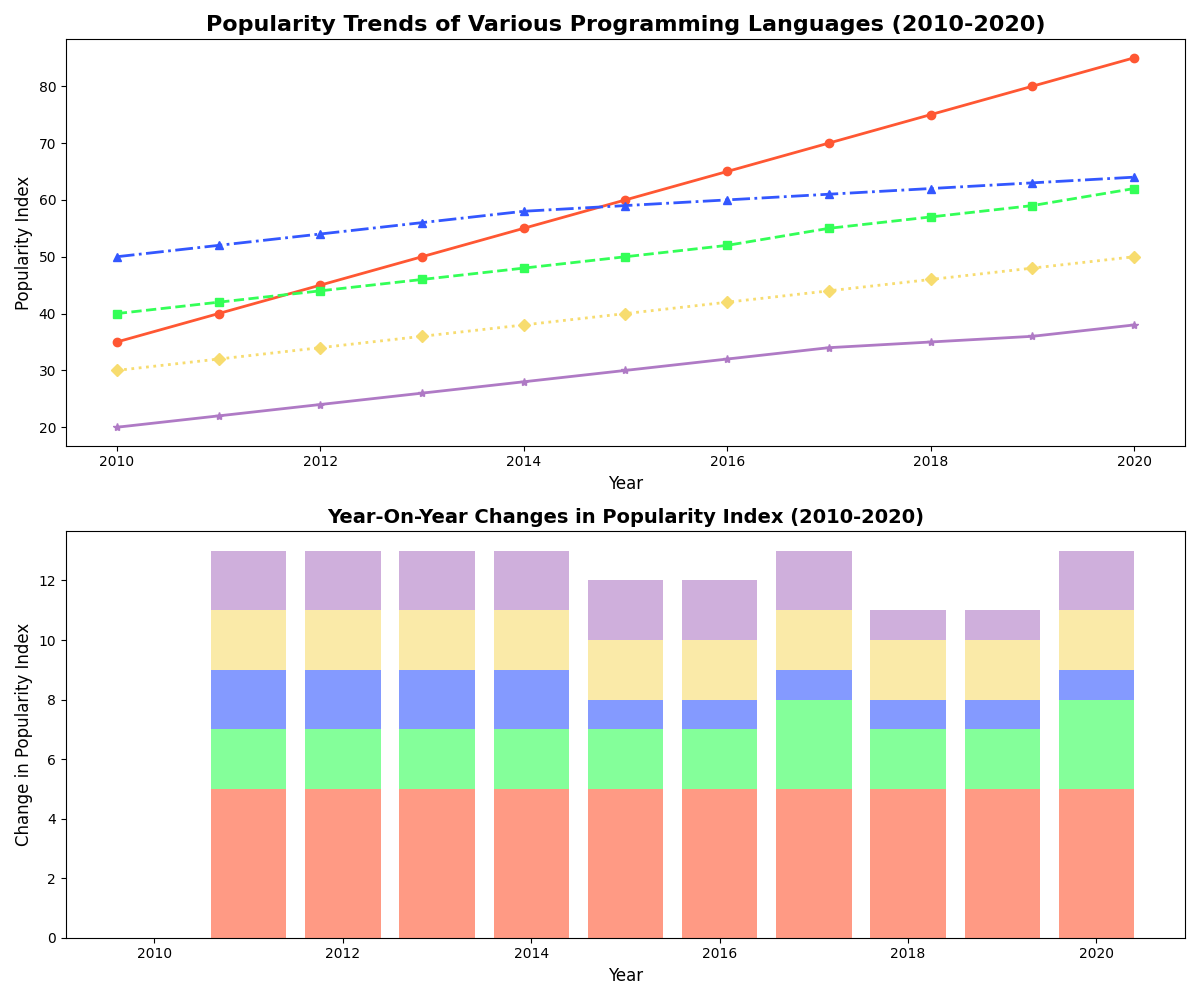 Popularity Trends of Various Programming Languages (2010-2020)
Popularity Index
80
70
60
50
40
30
20
2010 2012 2014 2016 2018 2020
Year
Year-On-Year Changes in Popularity Index (2010-2020)
Change in Popularity Index
12
10
8
6
4
2
0
2010 2012 2014 2016 2018 2020
Year